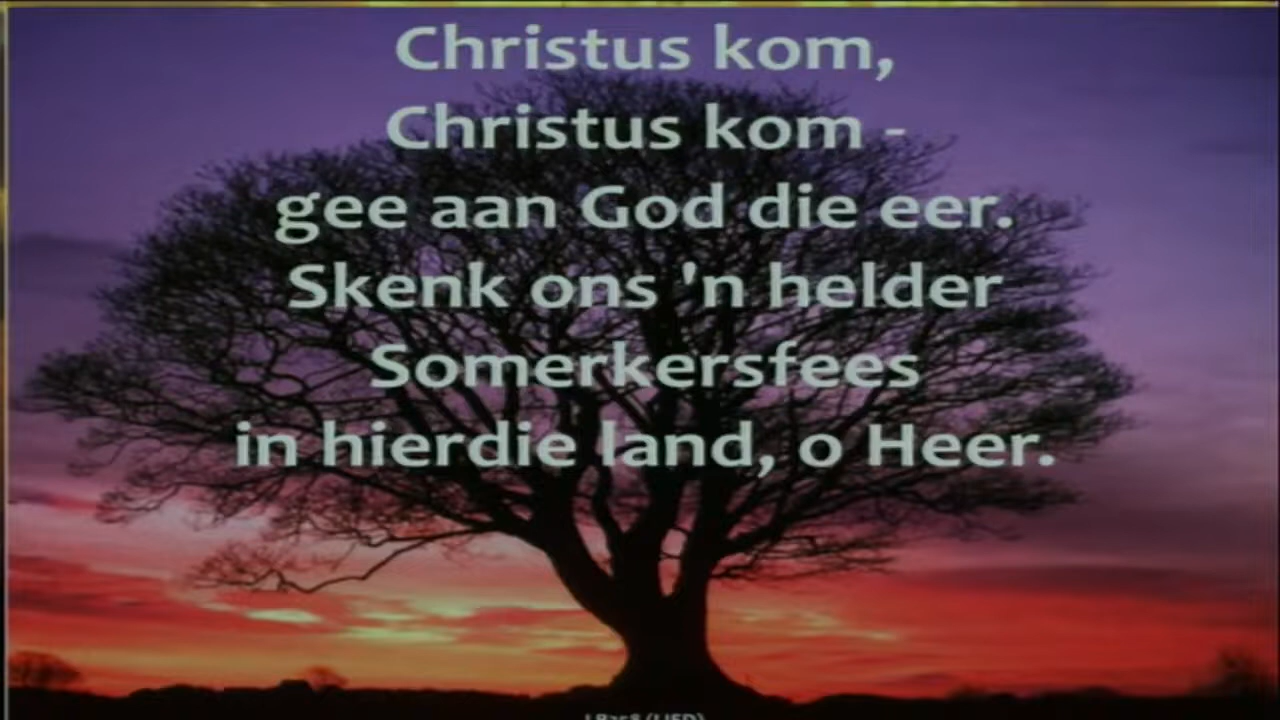 Christus kom,
Christus kom -
gee aan God die eer.
Skenk ons 'n helder
Somerkersfees
in hierdie land, o Heer.